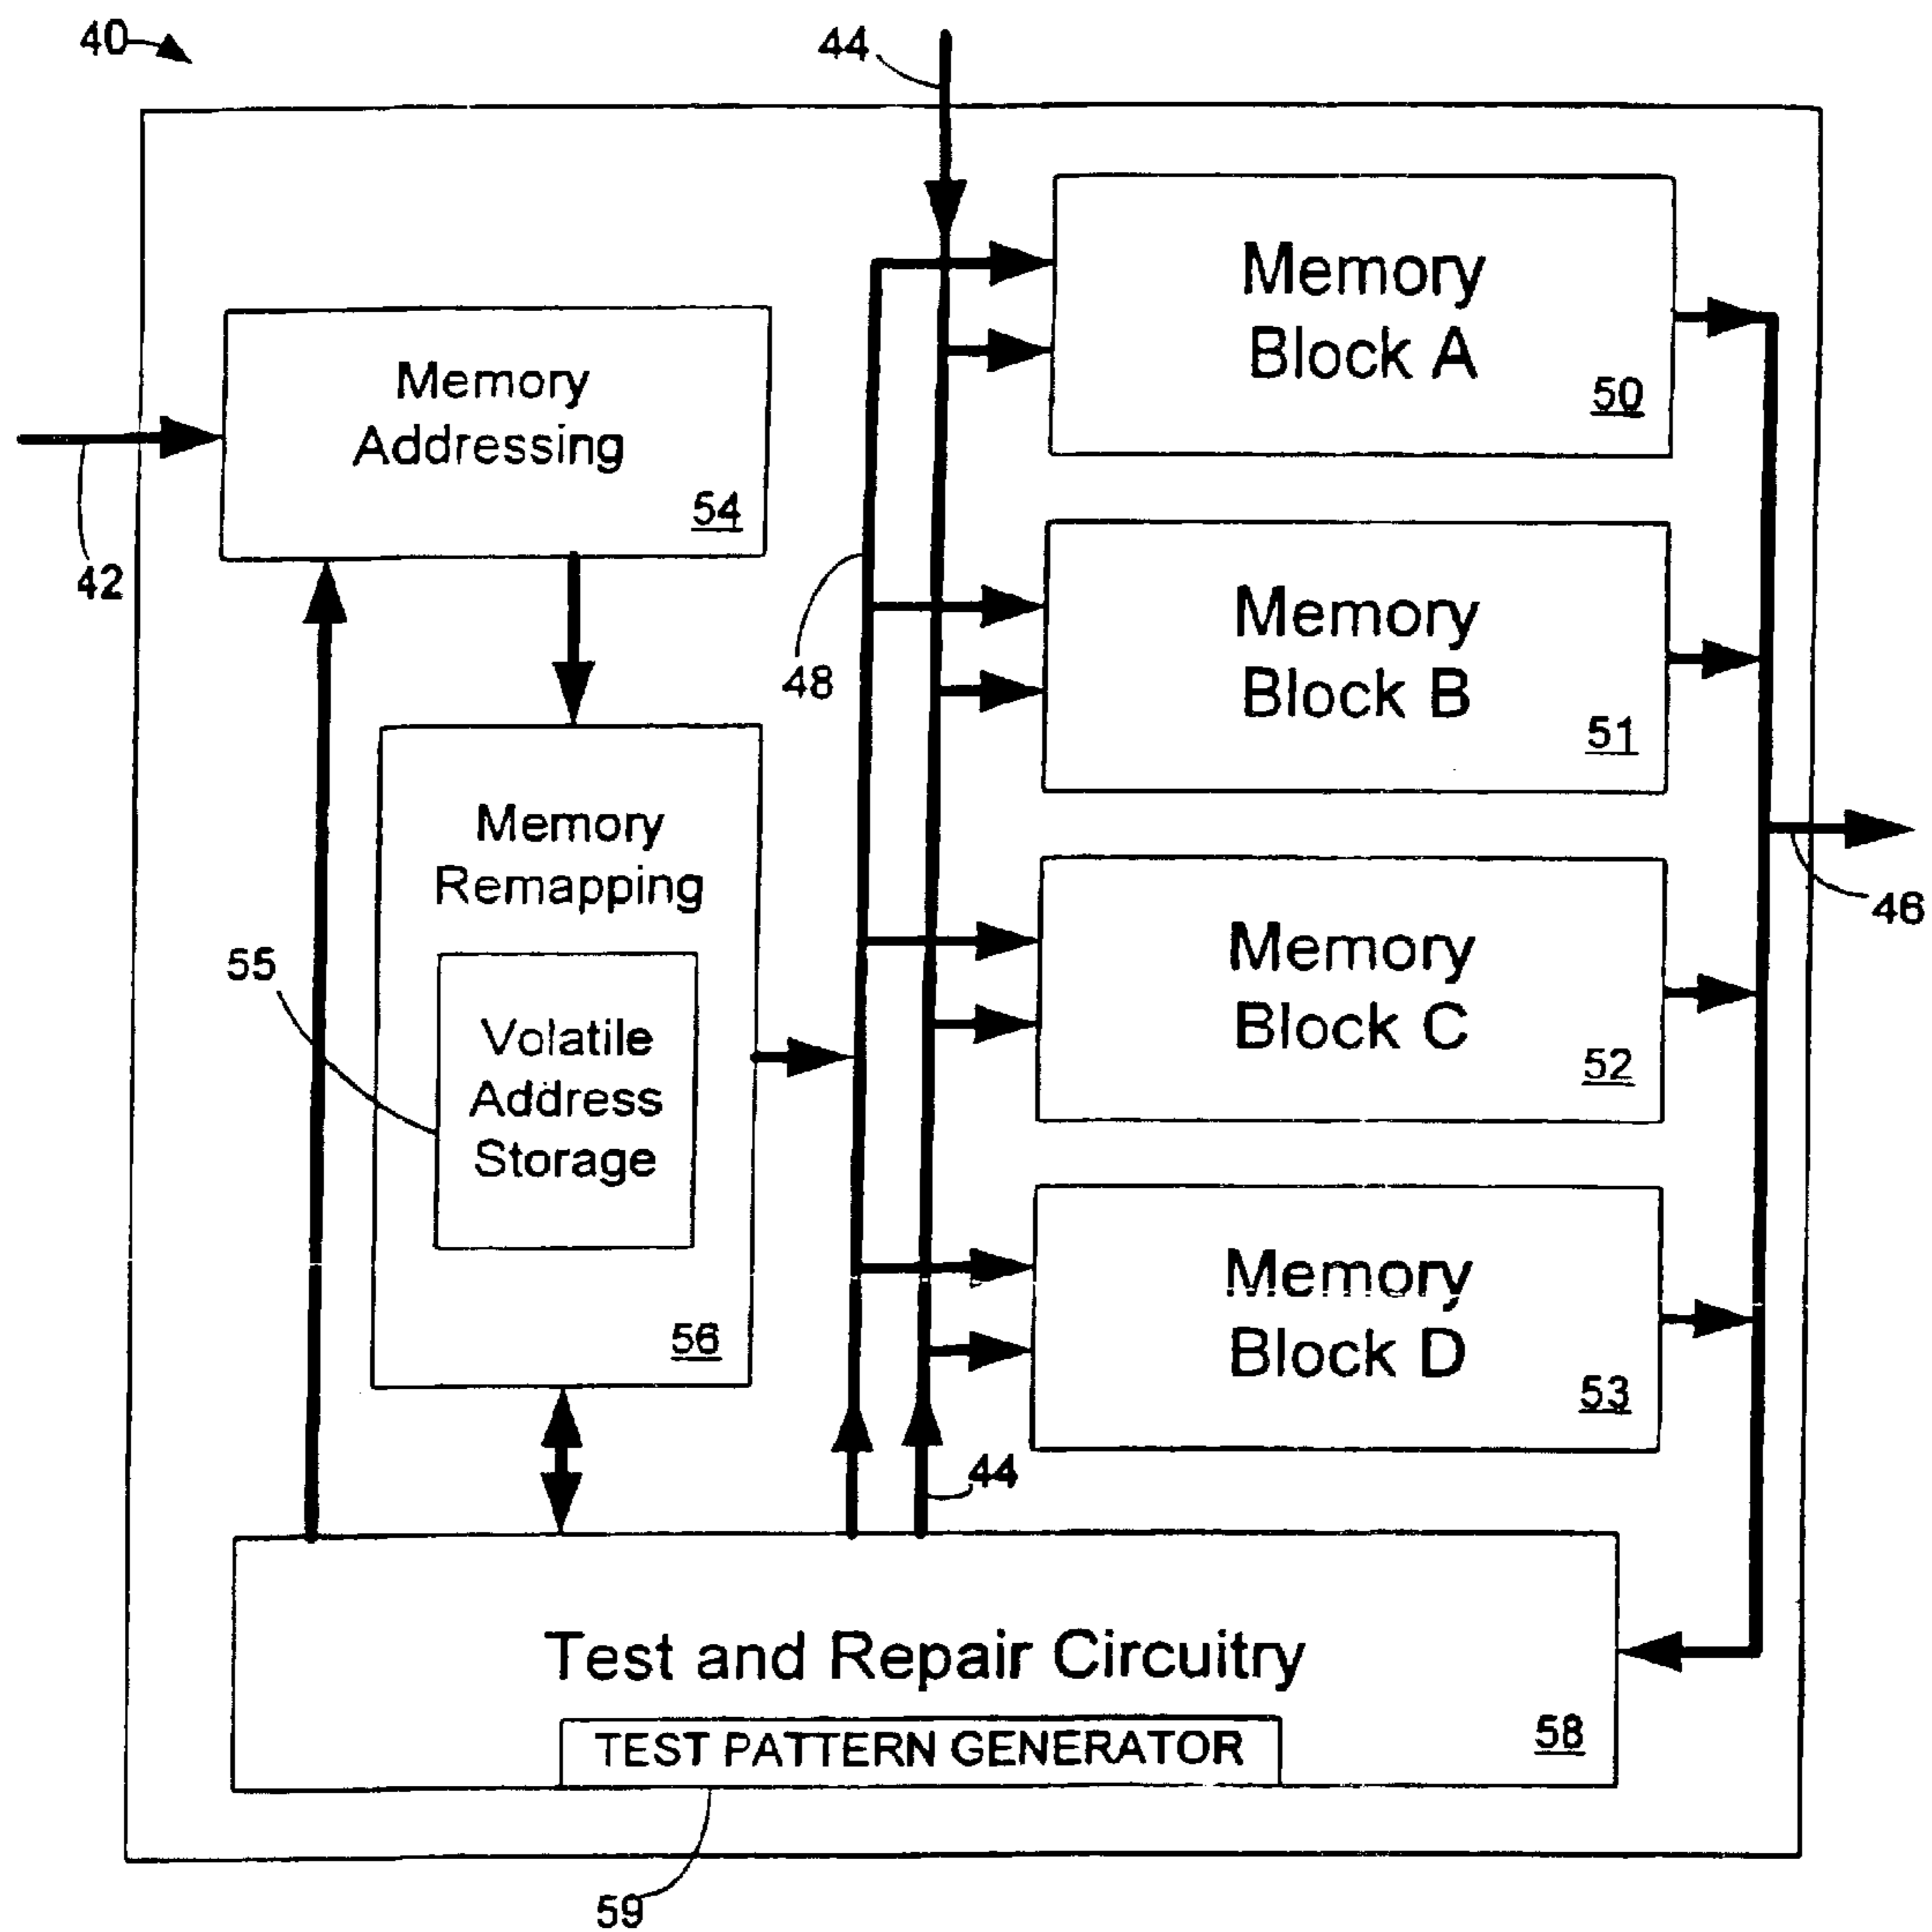 40
44
Memory
Block A
50
Memory
Addressing
54
42
48
Memory
Block B
51
Memory
Remapping
46
55
Volatile
Address
Storage
56
Memory
Block C
52
Memory
Block D
53
44
Test and Repair Circuitry
58
TEST PATTERN GENERATOR
59